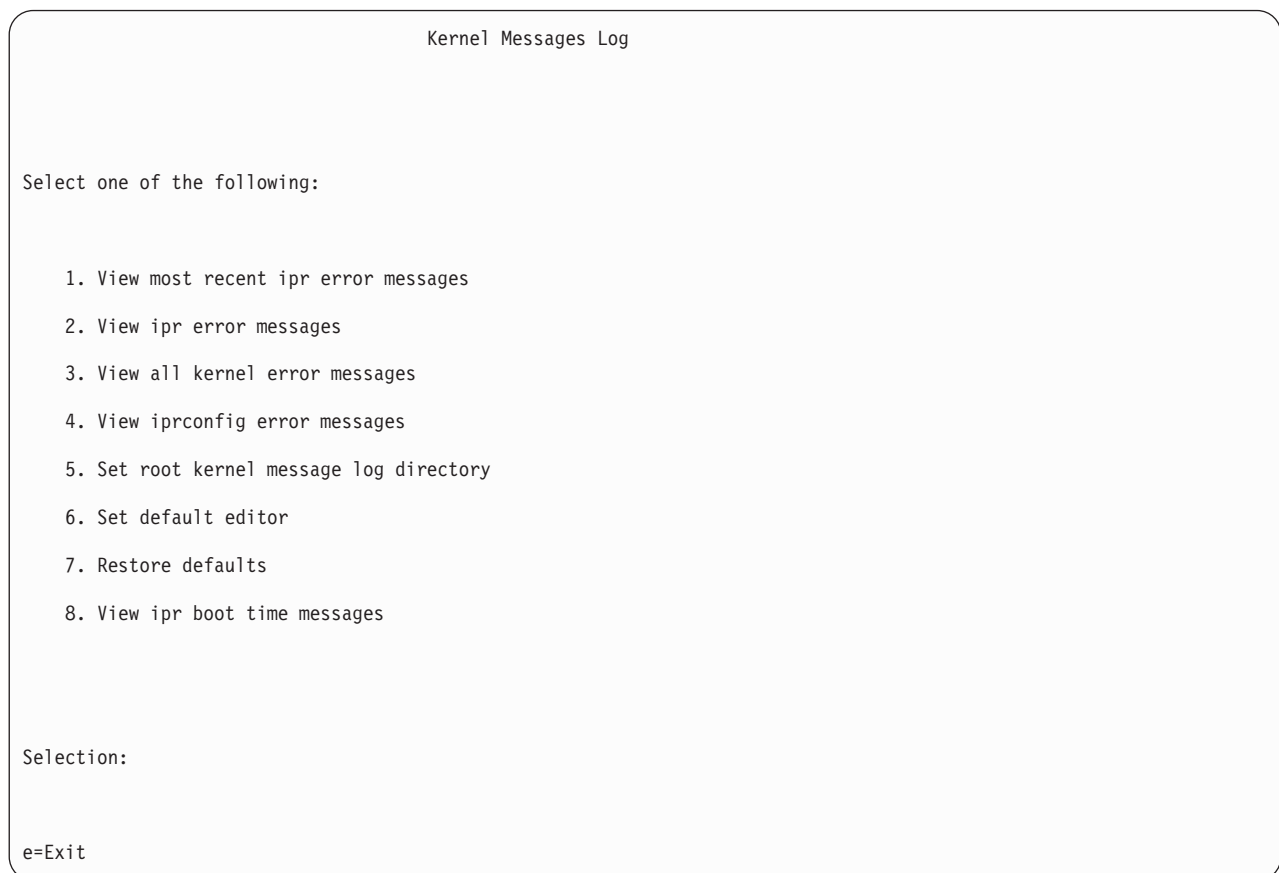 Kernel Messages Log
Select one of the following:
1. View most recent ipr error messages
2. View ipr error messages
3. View all kernel error messages
4. View iprconfig error messages
5. Set root kernel message log directory
6. Set default editor
7. Restore defaults
8. View ipr boot time messages
Selection:
e=Exit